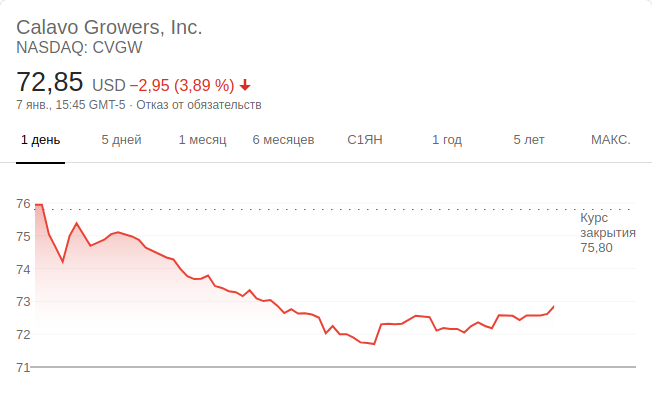 Calavo Growers, Inc.
NASDAQ: CVGW
72,85 USD −2,95 (3,89 %)
7 янв., 15:45 GMT-5 · Отказ от обязательств
1 день 5 дней 1 месяц 6 месяцев С1ЯН 1 год 5 лет МАКС.
76
Курс
закрытия
75,80
75
74
73
72
71